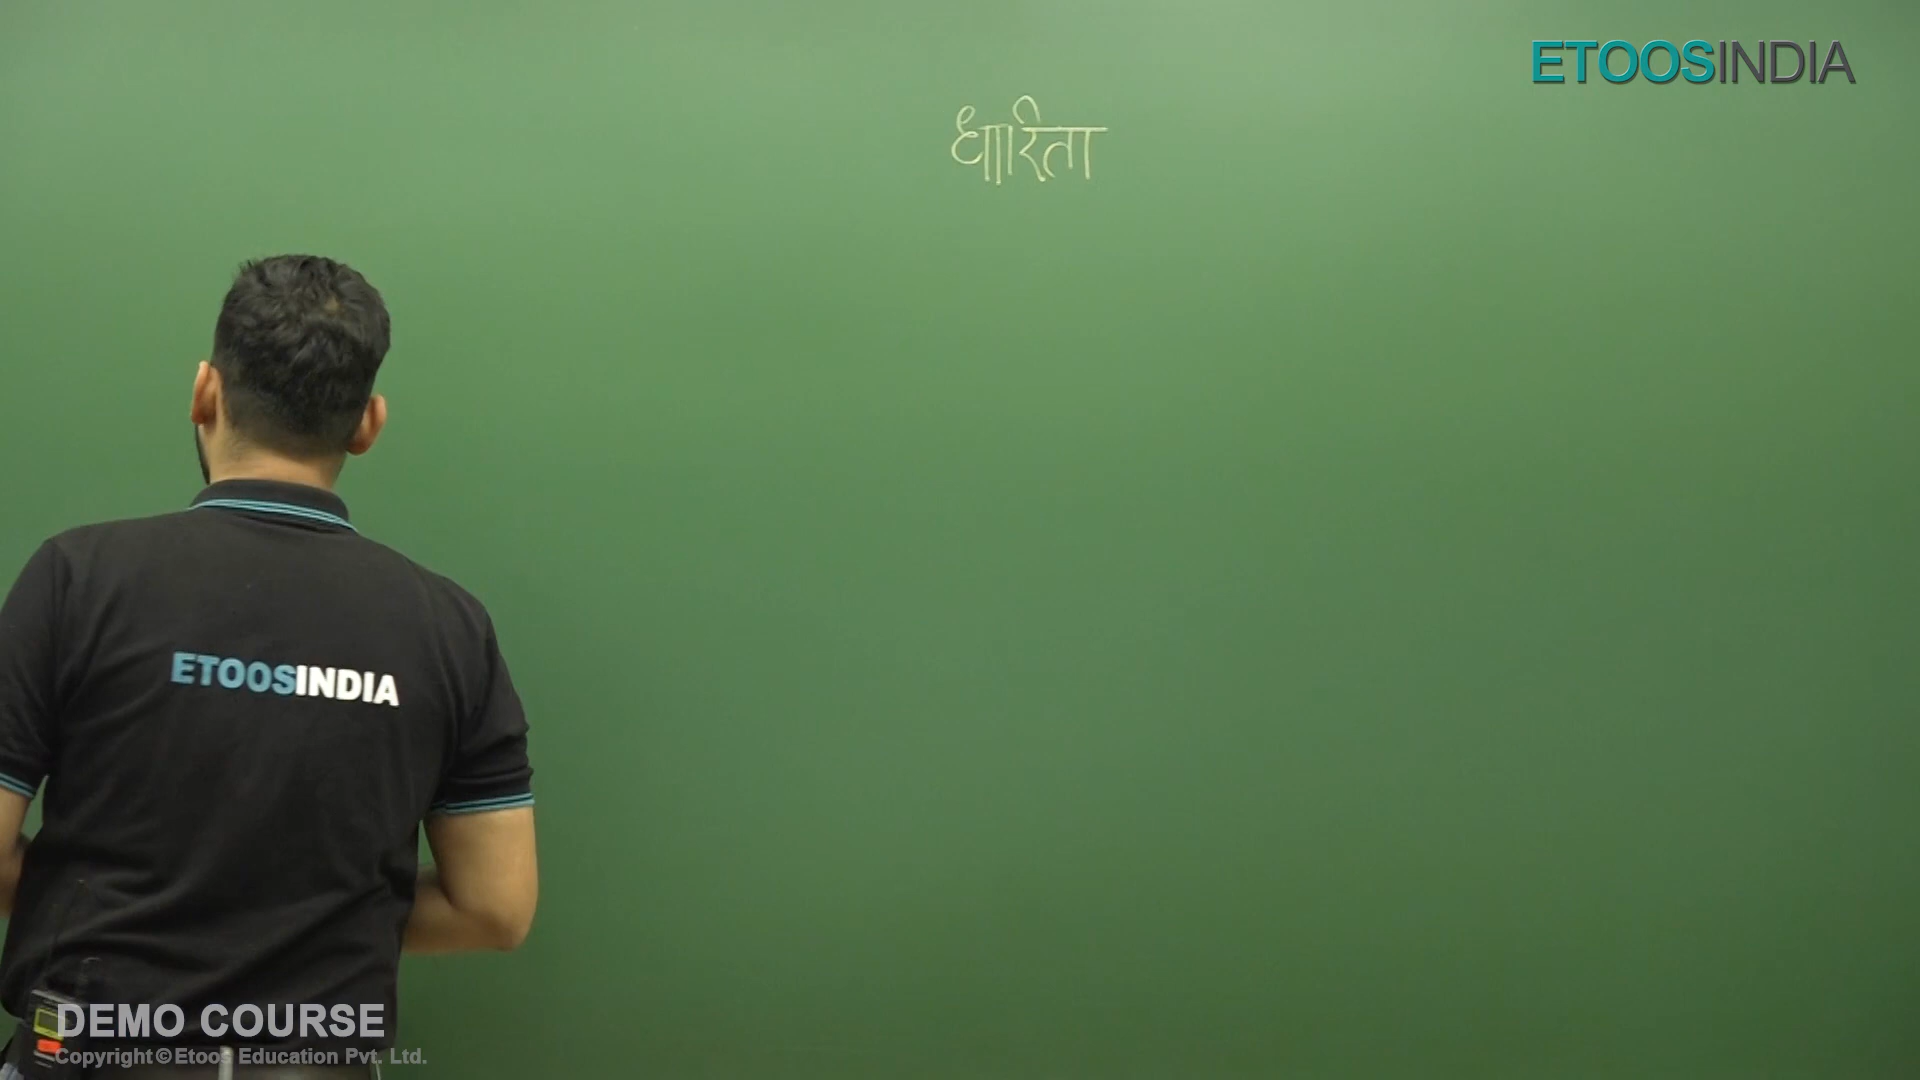 ETOOSINDIA
धारिता
ETOOSINDIA
DEMO COURSE
Copyright©Etoos Education Pvt. Ltd.